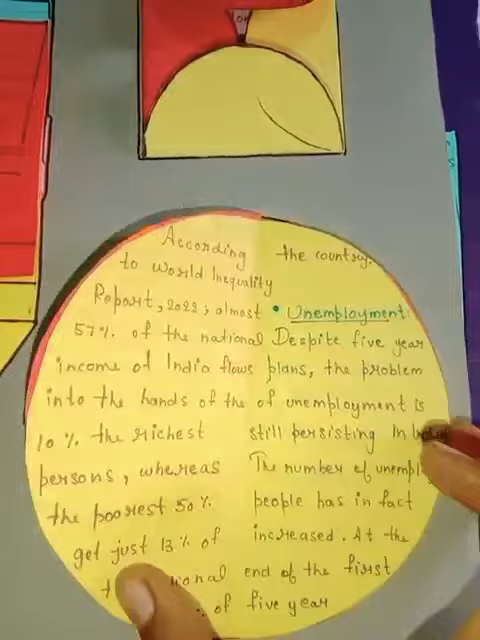 According
to World Inequality
Report, 2022, almost
57% of the national
income of India flows
into the hands of the
10% the richest
persons, whereas
the poorest 50%
get just 13% of
the country.
• Unemployment:
Despite five year
plans, the problem
of unemployment is
still persisting in
The number of
people has in fact
increased. At the
end of the first
of five year